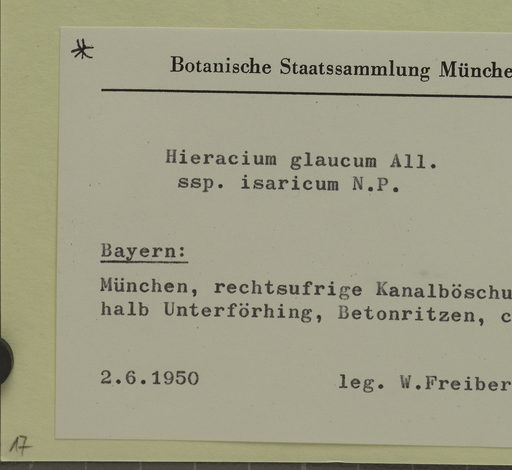 Botanische Staatssammlung Münche
Hieracium glaucum All.
ssp. isaricum N.P.
Bayern:
München, rechtsufrige Kanalböschu
halb Unterförhing, Betonritzen, c
2.6.1950 leg. W.Freiber
17